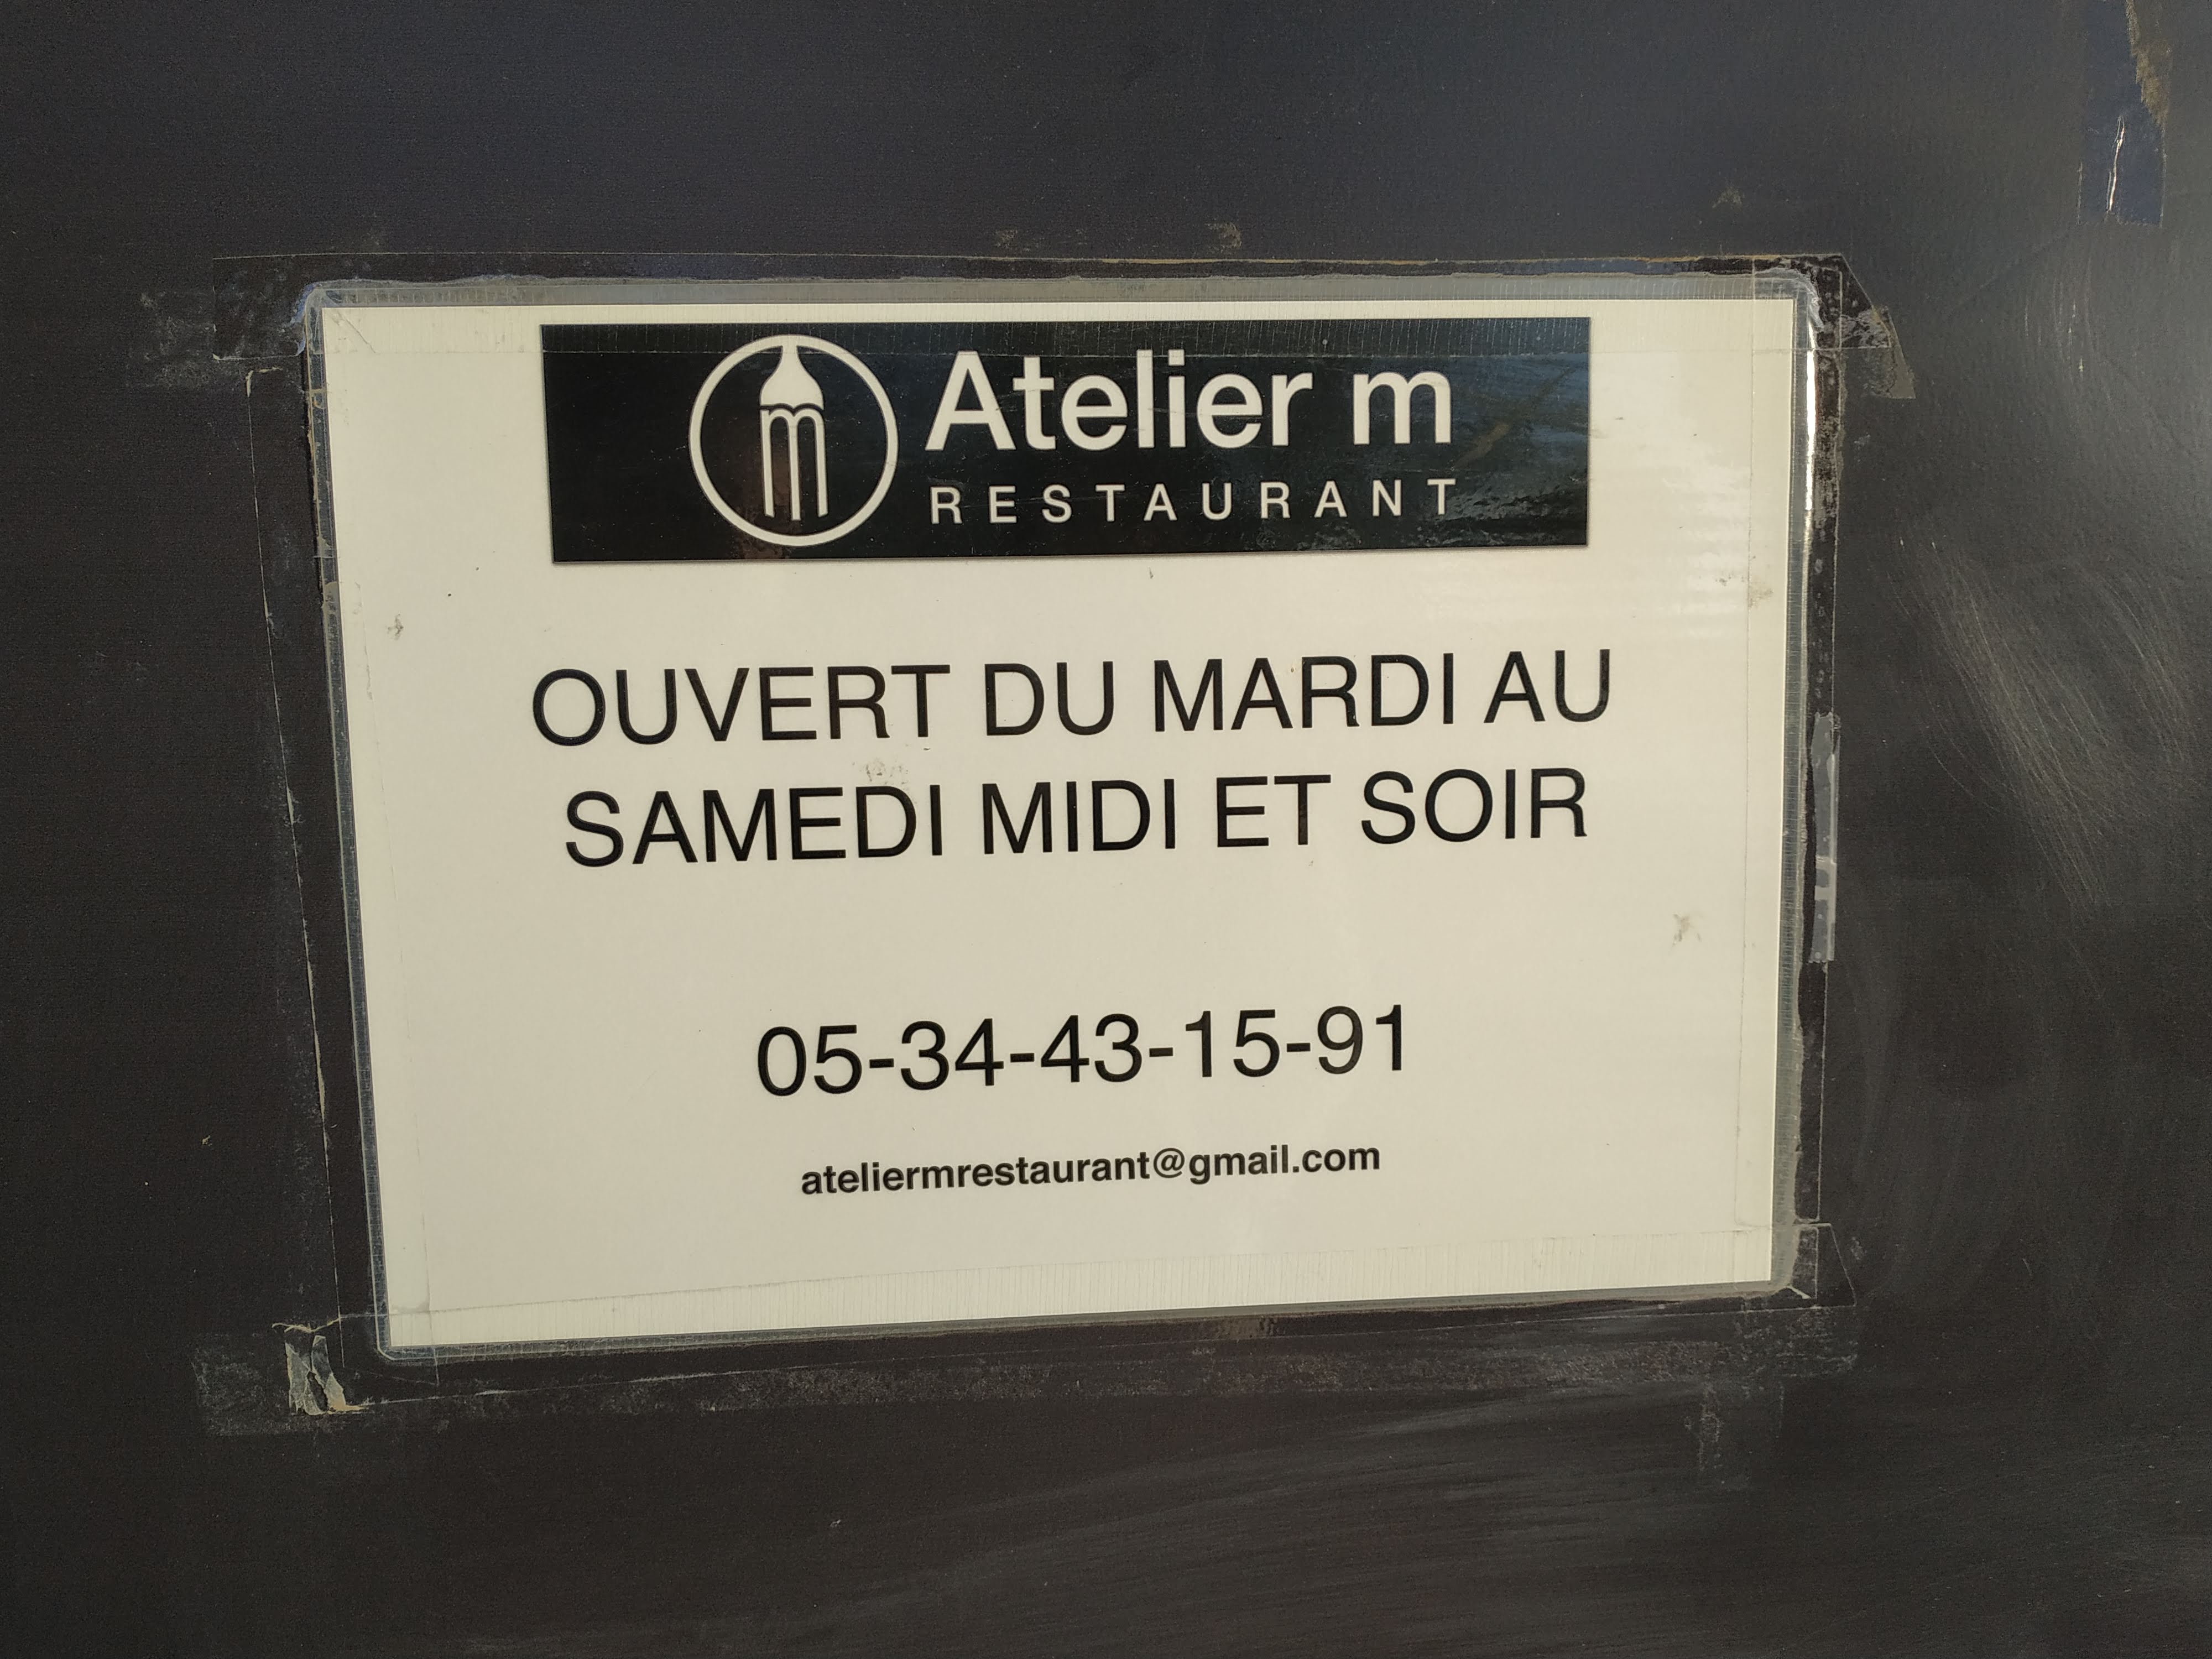 m
Atelier m
RESTAURANT
OUVERT DU MARDI AU
SAMEDI MIDI ET SOIR
05-34-43-15-91
ateliermrestaurant@gmail.com